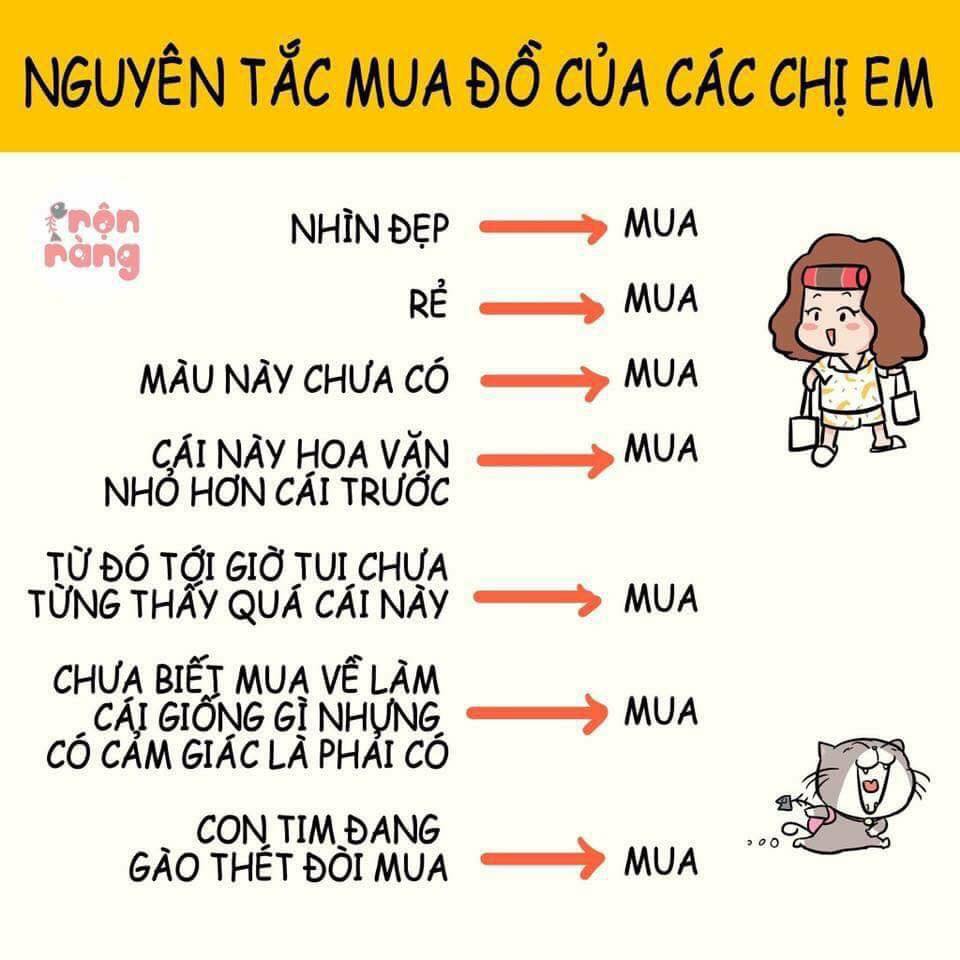 NGUYÊN TẮC MUA ĐỒ CỦA CÁC CHỊ EM
rộn
ràng
NHÌN ĐẸP MUA
RẺ MUA
MÀU NÀY CHƯA CÓ MUA
CÁI NÀY HOA VĂN MUA
NHỎ HƠN CÁI TRƯỚC
TỪ ĐÓ TỚI GIỜ TUI CHƯA
TỪNG THẤY QUÁ CÁI NÀY MUA
CHƯA BIẾT MUA VỀ LÀM
CÁI GIỐNG GÌ NHƯNG MUA
CÓ CẢM GIÁC LÀ PHẢI CÓ
CON TIM ĐANG
GÀO THÉT ĐÒI MUA MUA